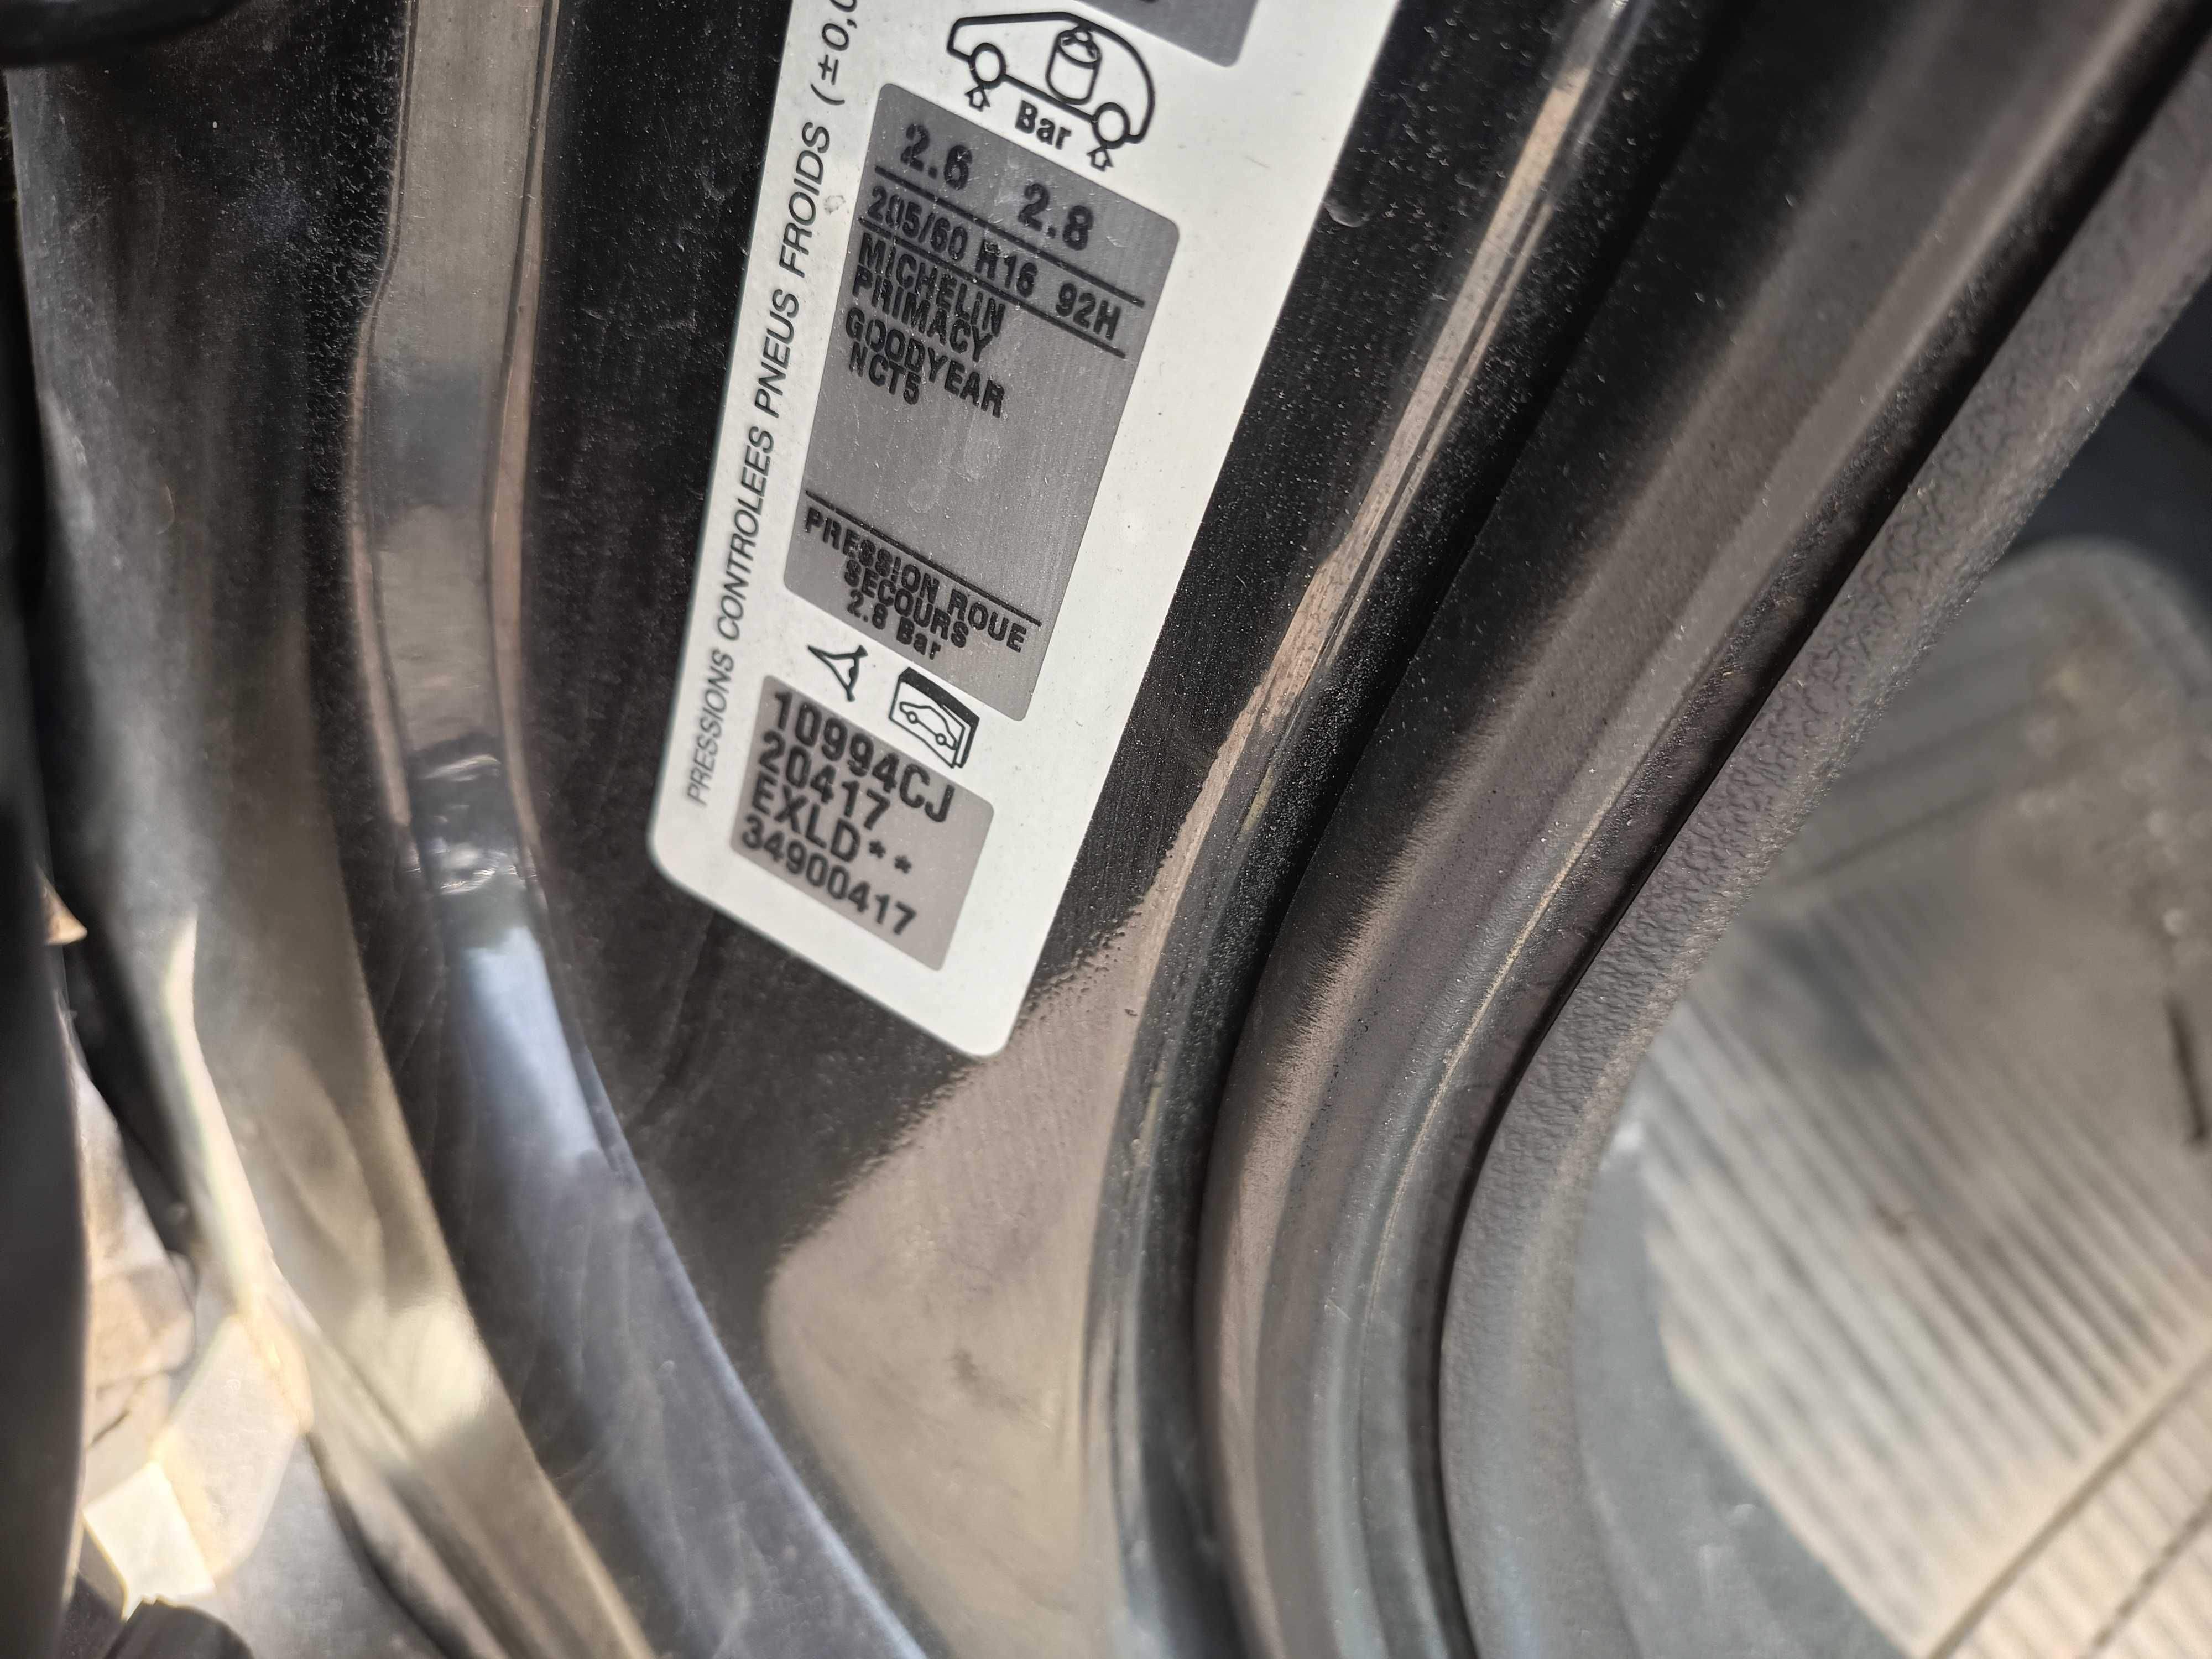 PRESSIONS CONTROLEES PNEUS FROIDS (±0,
Bar
2.6 2.8
205/60 R16 92H
MICHELIN
PRIMACY
GOODYEAR
NCT5
PRESSION ROUE
SECOURS
2.8 Bar
10994CJ
20417
EXLD**
34900417